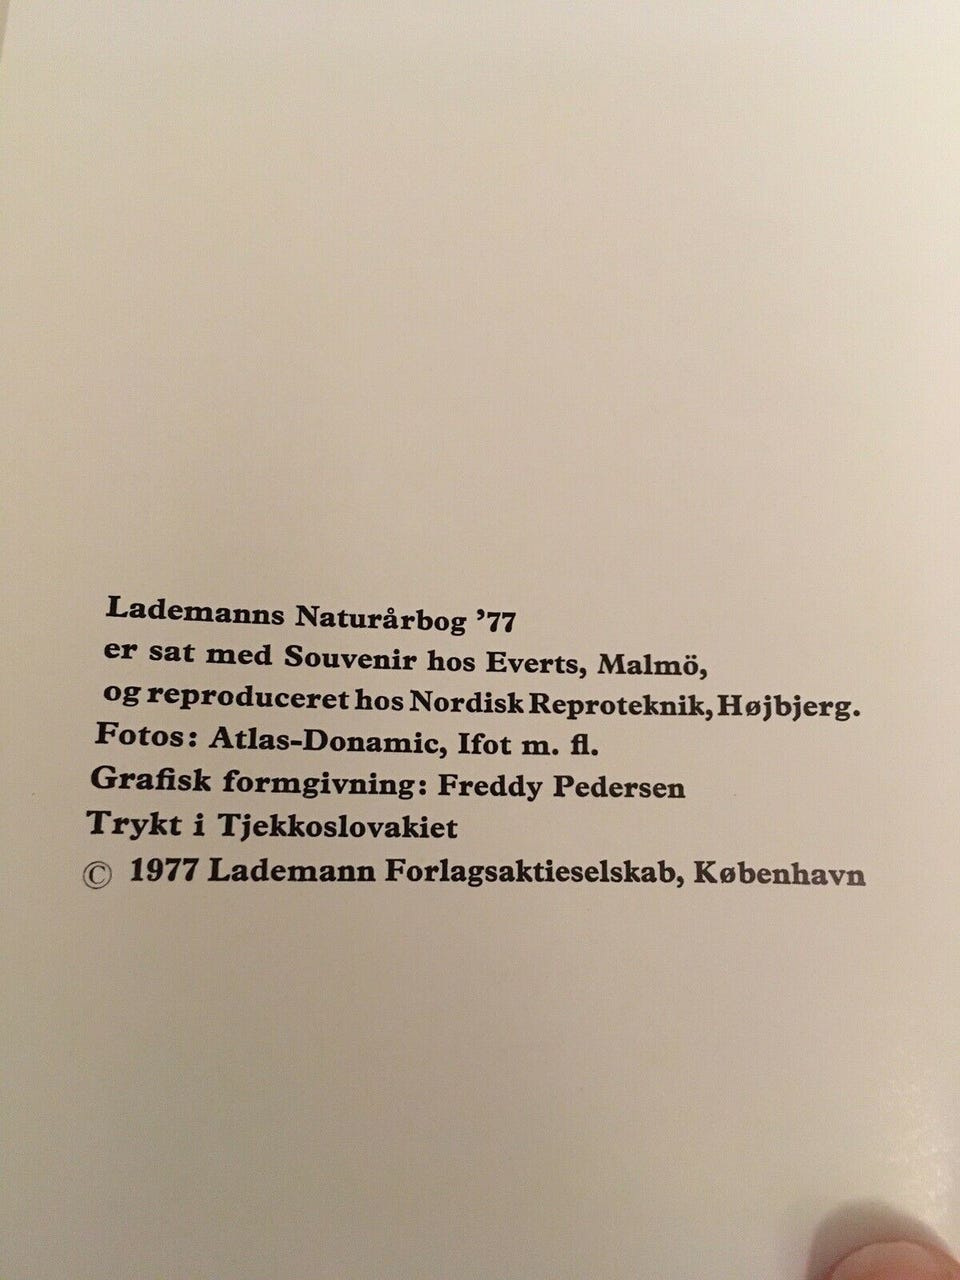 Lademanns Naturårbog ’77
er sat med Souvenir hos Everts, Malmö,
og reproduceret hos Nordisk Reproteknik, Højbjerg.
Fotos: Atlas-Donamic, Ifot m. fl.
Grafisk formgivning: Freddy Pedersen
Trykt i Tjekkoslovakiet
© 1977 Lademann Forlagsaktieselskab, København